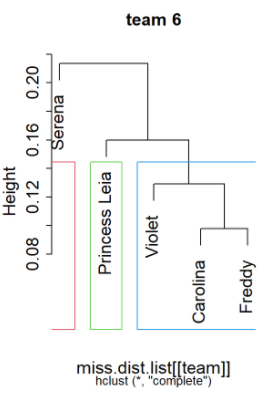 team 6
Height
0.20
0.16
0.12
0.08
Serena
Princess Leia
Violet
Carolina
Freddy
miss.dist.list[[team]]
hclust (*, "complete")